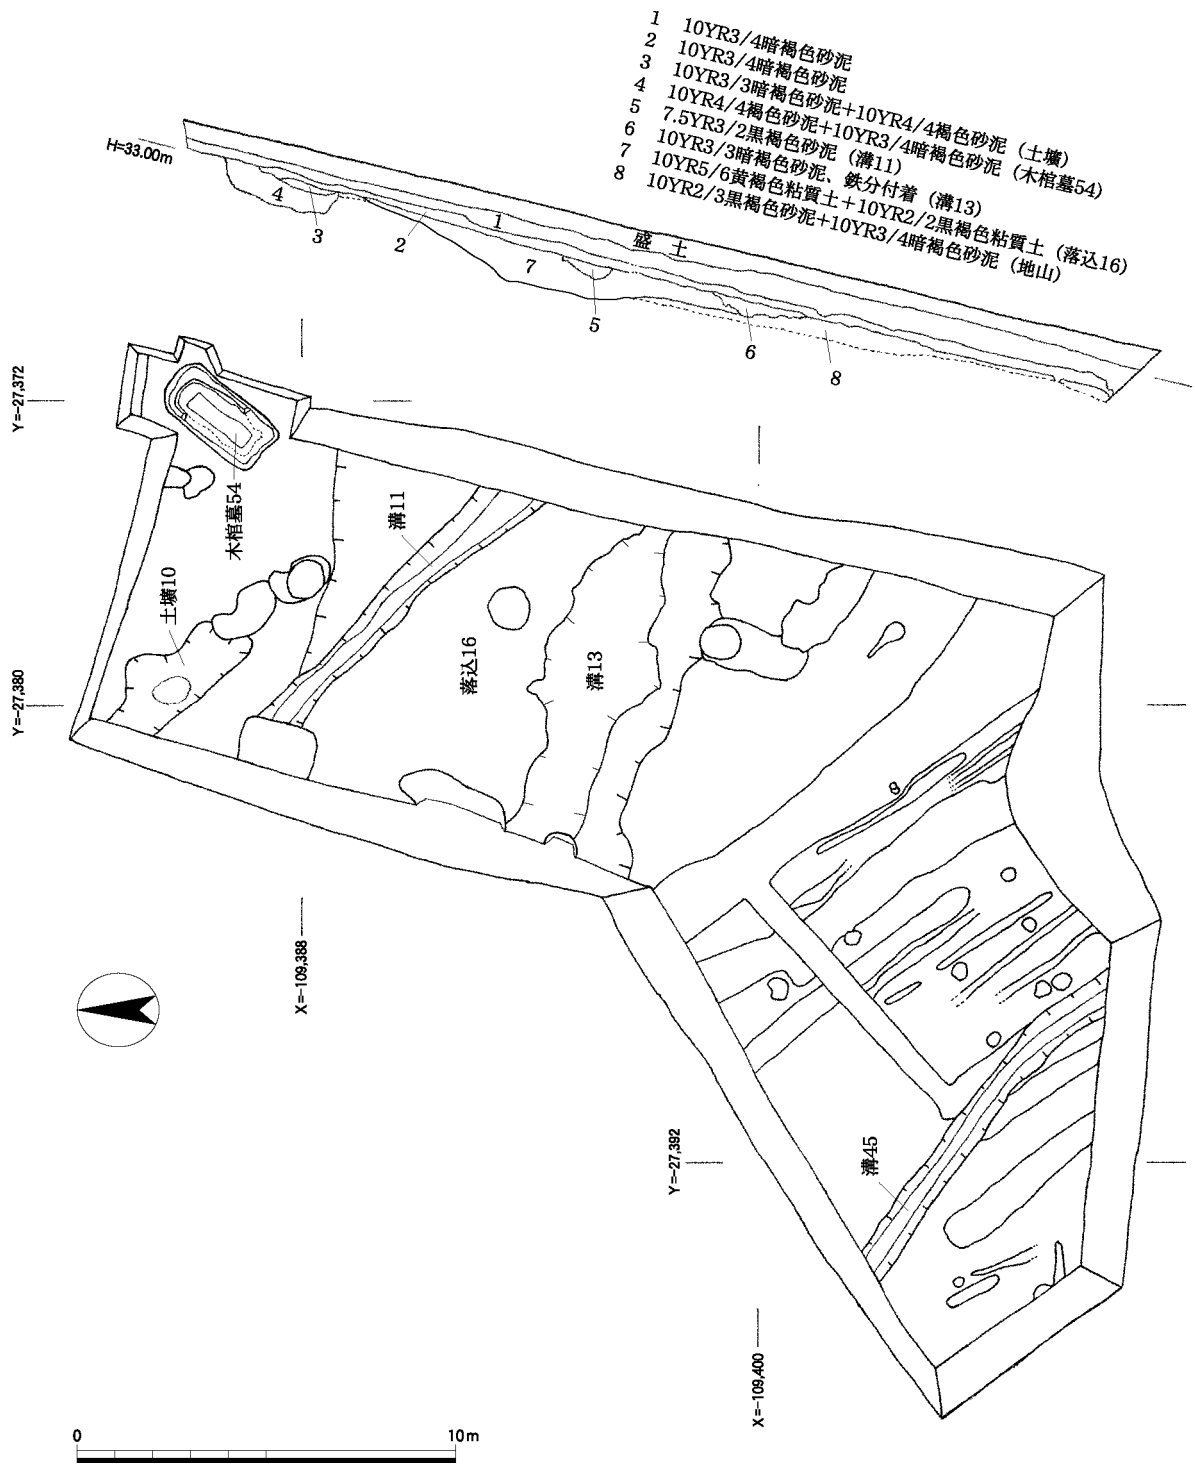 1 10YR3/4暗褐色砂泥
2 10YR3/4暗褐色砂泥
3 10YR3/3暗褐色砂泥+10YR4/4褐色砂泥（土壙）
4 10YR4/4褐色砂泥+10YR3/4暗褐色砂泥（木棺墓54）
5 7.5YR3/2黒褐色砂泥（溝11）
6 10YR3/3暗褐色砂泥、鉄分付着（溝13）
7 10YR5/6黄褐色粘質土+10YR2/2黒褐色粘質土（落込16）
8 10YR2/3黒褐色砂泥+10YR3/4暗褐色砂泥（地山）
H=33.00m
盛土
1
2
3
4
5
6
7
8
Y=-27,372
木棺墓54
溝11
土壙10
落込16
溝13
Y=-27,380
X=-109,388
Y=-27,392
溝45
X=-109,400
0 10m